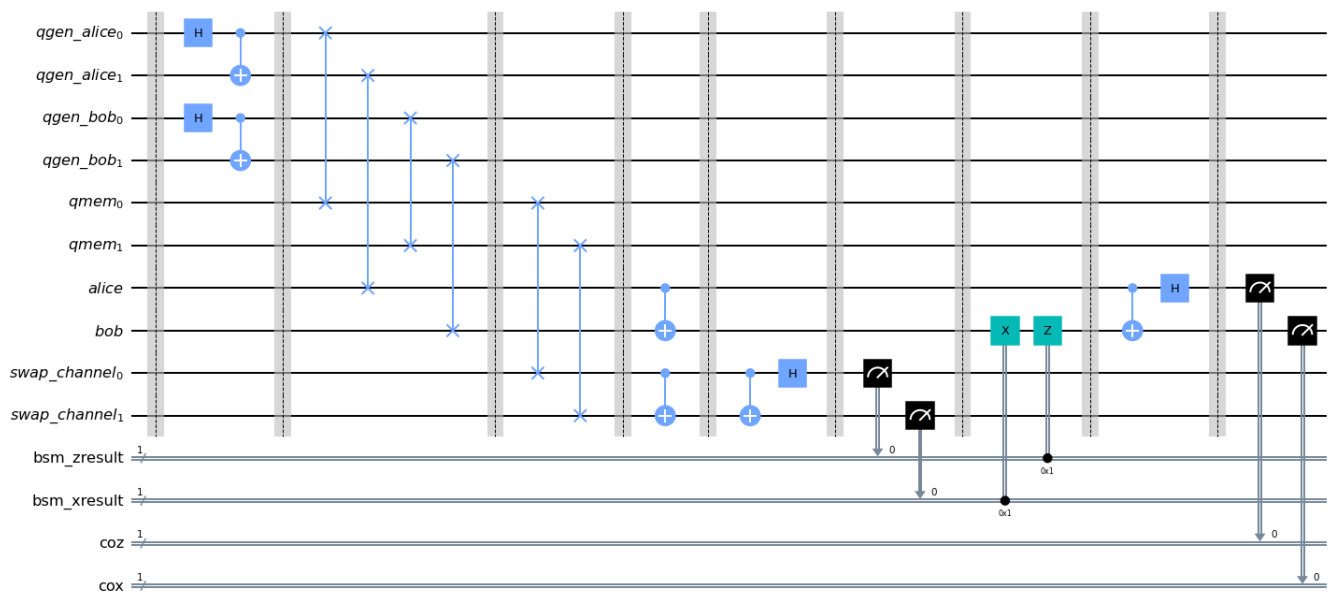 qgen_alice₀ H
qgen_alice₁
qgen_bob₀ H
qgen_bob₁
qmem₀
qmem₁
alice H
bob X Z
swap_channel₀ H
swap_channel₁
bsm_zresult 1 0 0x1
bsm_xresult 1 0 0x1
coz 1 0
cox 1 0